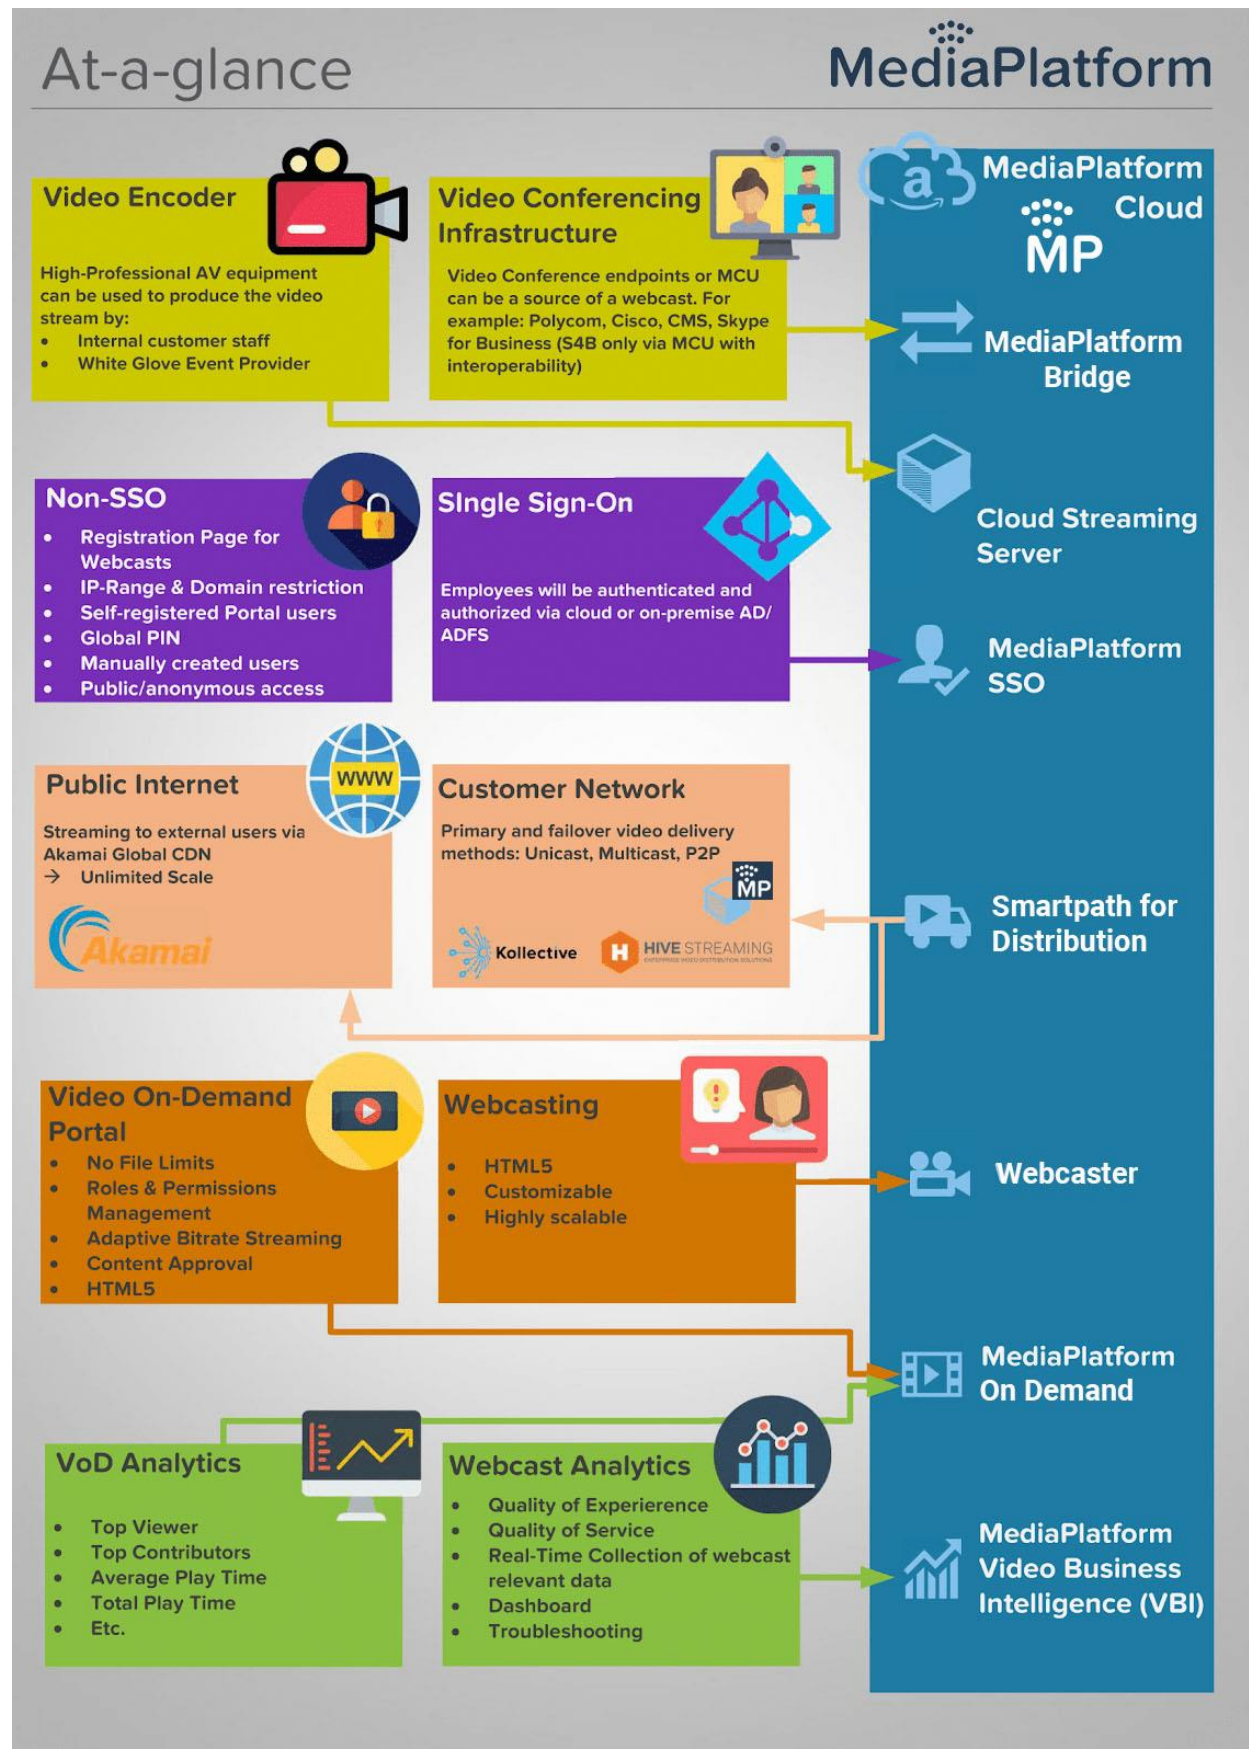 At-a-glance
MediaPlatform
Video Encoder
High-Professional AV equipment
can be used to produce the video
stream by:
• Internal customer staff
• White Glove Event Provider
Video Conferencing
Infrastructure
Video Conference endpoints or MCU
can be a source of a webcast. For
example: Polycom, Cisco, CMS, Skype
for Business (S4B only via MCU with
interoperability)
a
MediaPlatform
Cloud
MP
MediaPlatform
Bridge
Non-SSO
• Registration Page for
Webcasts
• IP-Range & Domain restriction
• Self-registered Portal users
• Global PIN
• Manually created users
• Public/anonymous access
SIngle Sign-On
Employees will be authenticated and
authorized via cloud or on-premise AD/
ADFS
Cloud Streaming
Server
MediaPlatform
SSO
Public Internet
WWW
Streaming to external users via
Akamai Global CDN
→ Unlimited Scale
Akamai
Customer Network
Primary and failover video delivery
methods: Unicast, Multicast, P2P
MP
Kollective
H HIVE STREAMING
ENTERPRISE VIDEO DISTRIBUTION SOLUTIONS
Smartpath for
Distribution
Video On-Demand
Portal
• No File Limits
• Roles & Permissions
Management
• Adaptive Bitrate Streaming
• Content Approval
• HTML5
Webcasting
• HTML5
• Customizable
• Highly scalable
Webcaster
MediaPlatform
On Demand
VoD Analytics
• Top Viewer
• Top Contributors
• Average Play Time
• Total Play Time
• Etc.
Webcast Analytics
• Quality of Experierence
• Quality of Service
• Real-Time Collection of webcast
relevant data
• Dashboard
• Troubleshooting
MediaPlatform
Video Business
Intelligence (VBI)